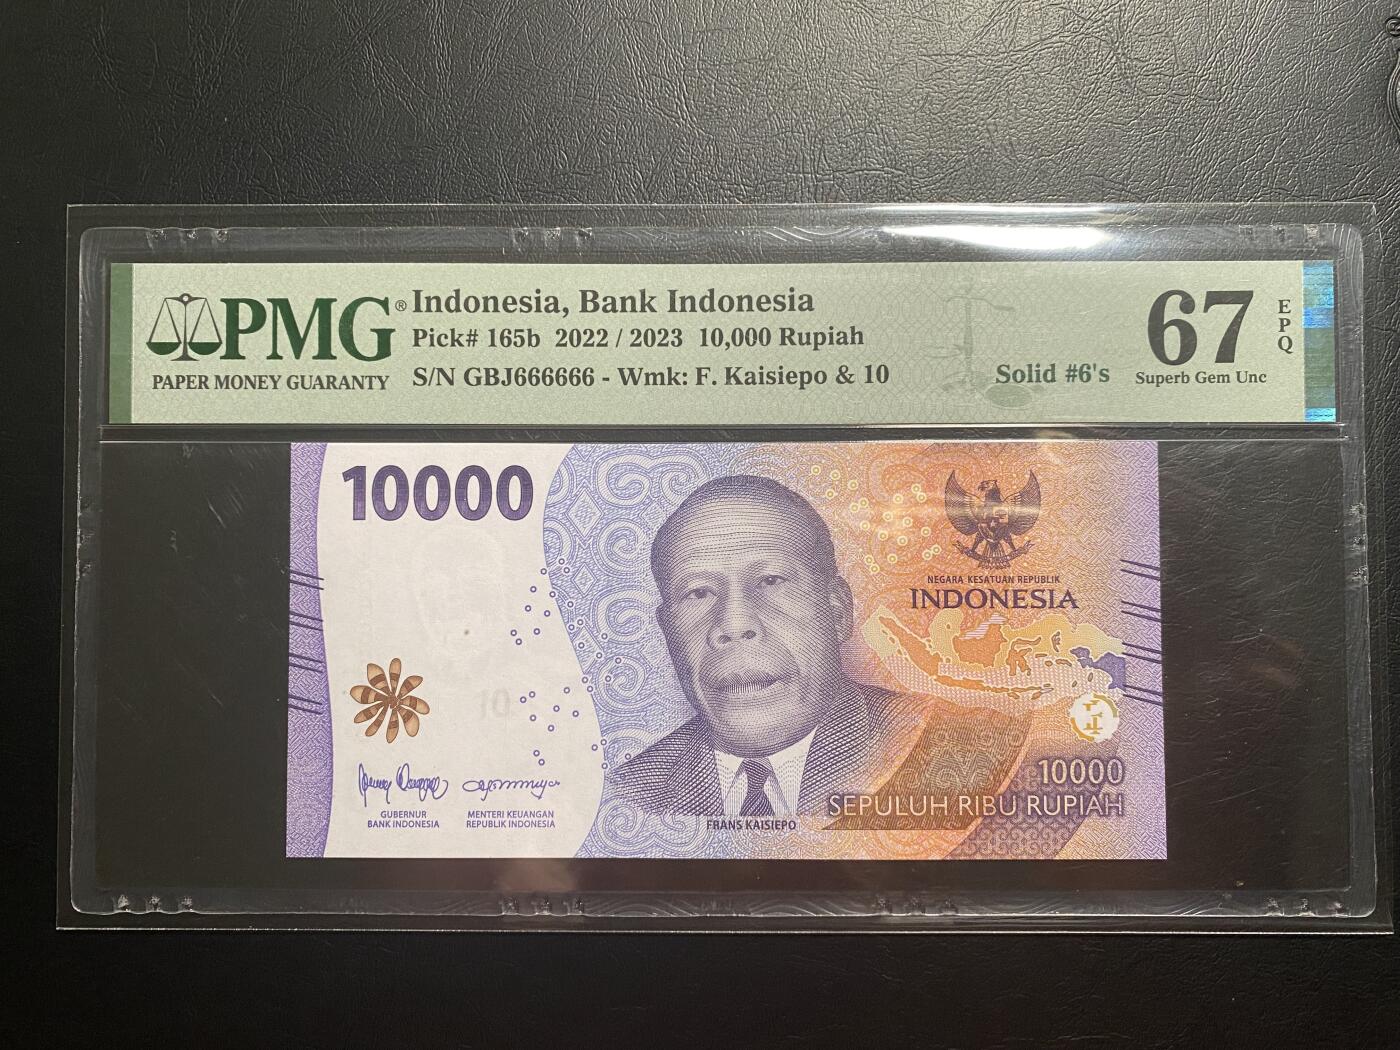 PMG®
PAPER MONEY GUARANTY
Indonesia, Bank Indonesia
Pick# 165b 2022 / 2023 10,000 Rupiah
S/N GBJ666666 - Wmk: F. Kaisiepo & 10
Solid #6's
67
EPQ
Superb Gem Unc
10000
NEGARA KESATUAN REPUBLIK
INDONESIA
10
GUBERNUR
BANK INDONESIA
MENTERI KEUANGAN
REPUBLIK INDONESIA
FRANS KAISIEPO
10000
SEPULUH RIBU RUPIAH